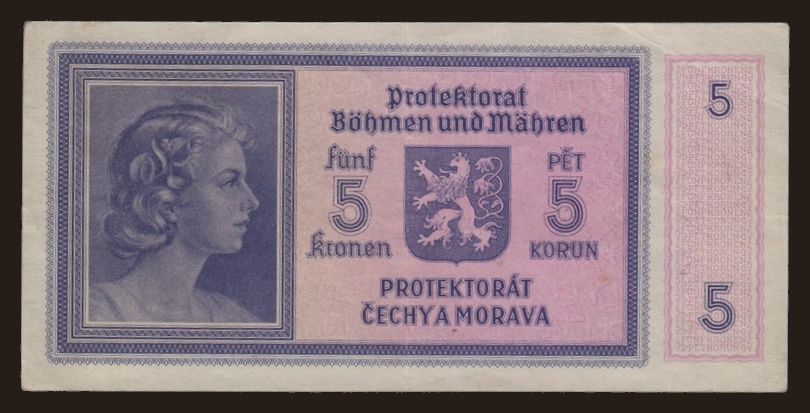 Protektorat
Böhmen und Mähren
fünf PĚT
5 5
Kronen KORUN
PROTEKTORÁT
ČECHY A MORAVA
5
5